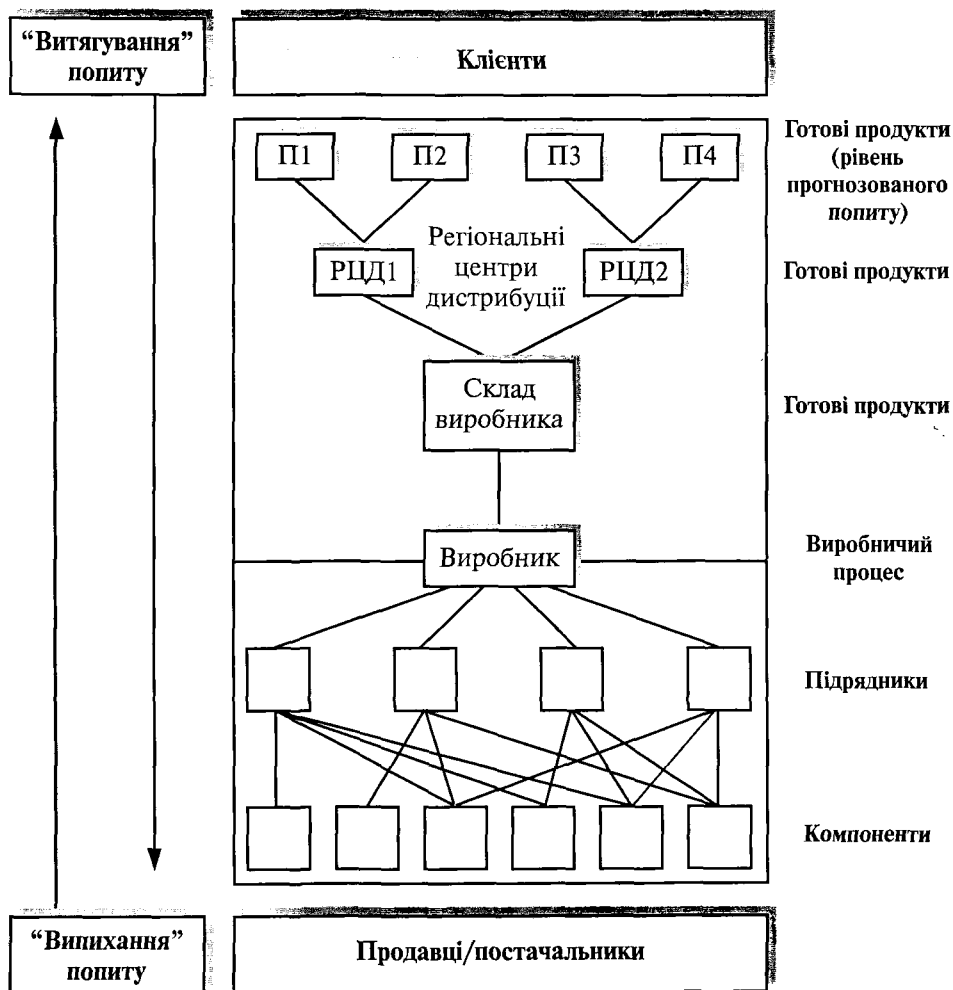 “Витягування”
попиту
Клієнти
П1
П2
П3
П4
Готові продукти
(рівень
прогнозованого
попиту)
РЦД1
Регіональні
центри
дистрибуції
РЦД2
Готові продукти
Склад
виробника
Готові продукти
Виробник
Виробничий
процес
Підрядники
Компоненти
“Випихання”
попиту
Продавці/постачальники